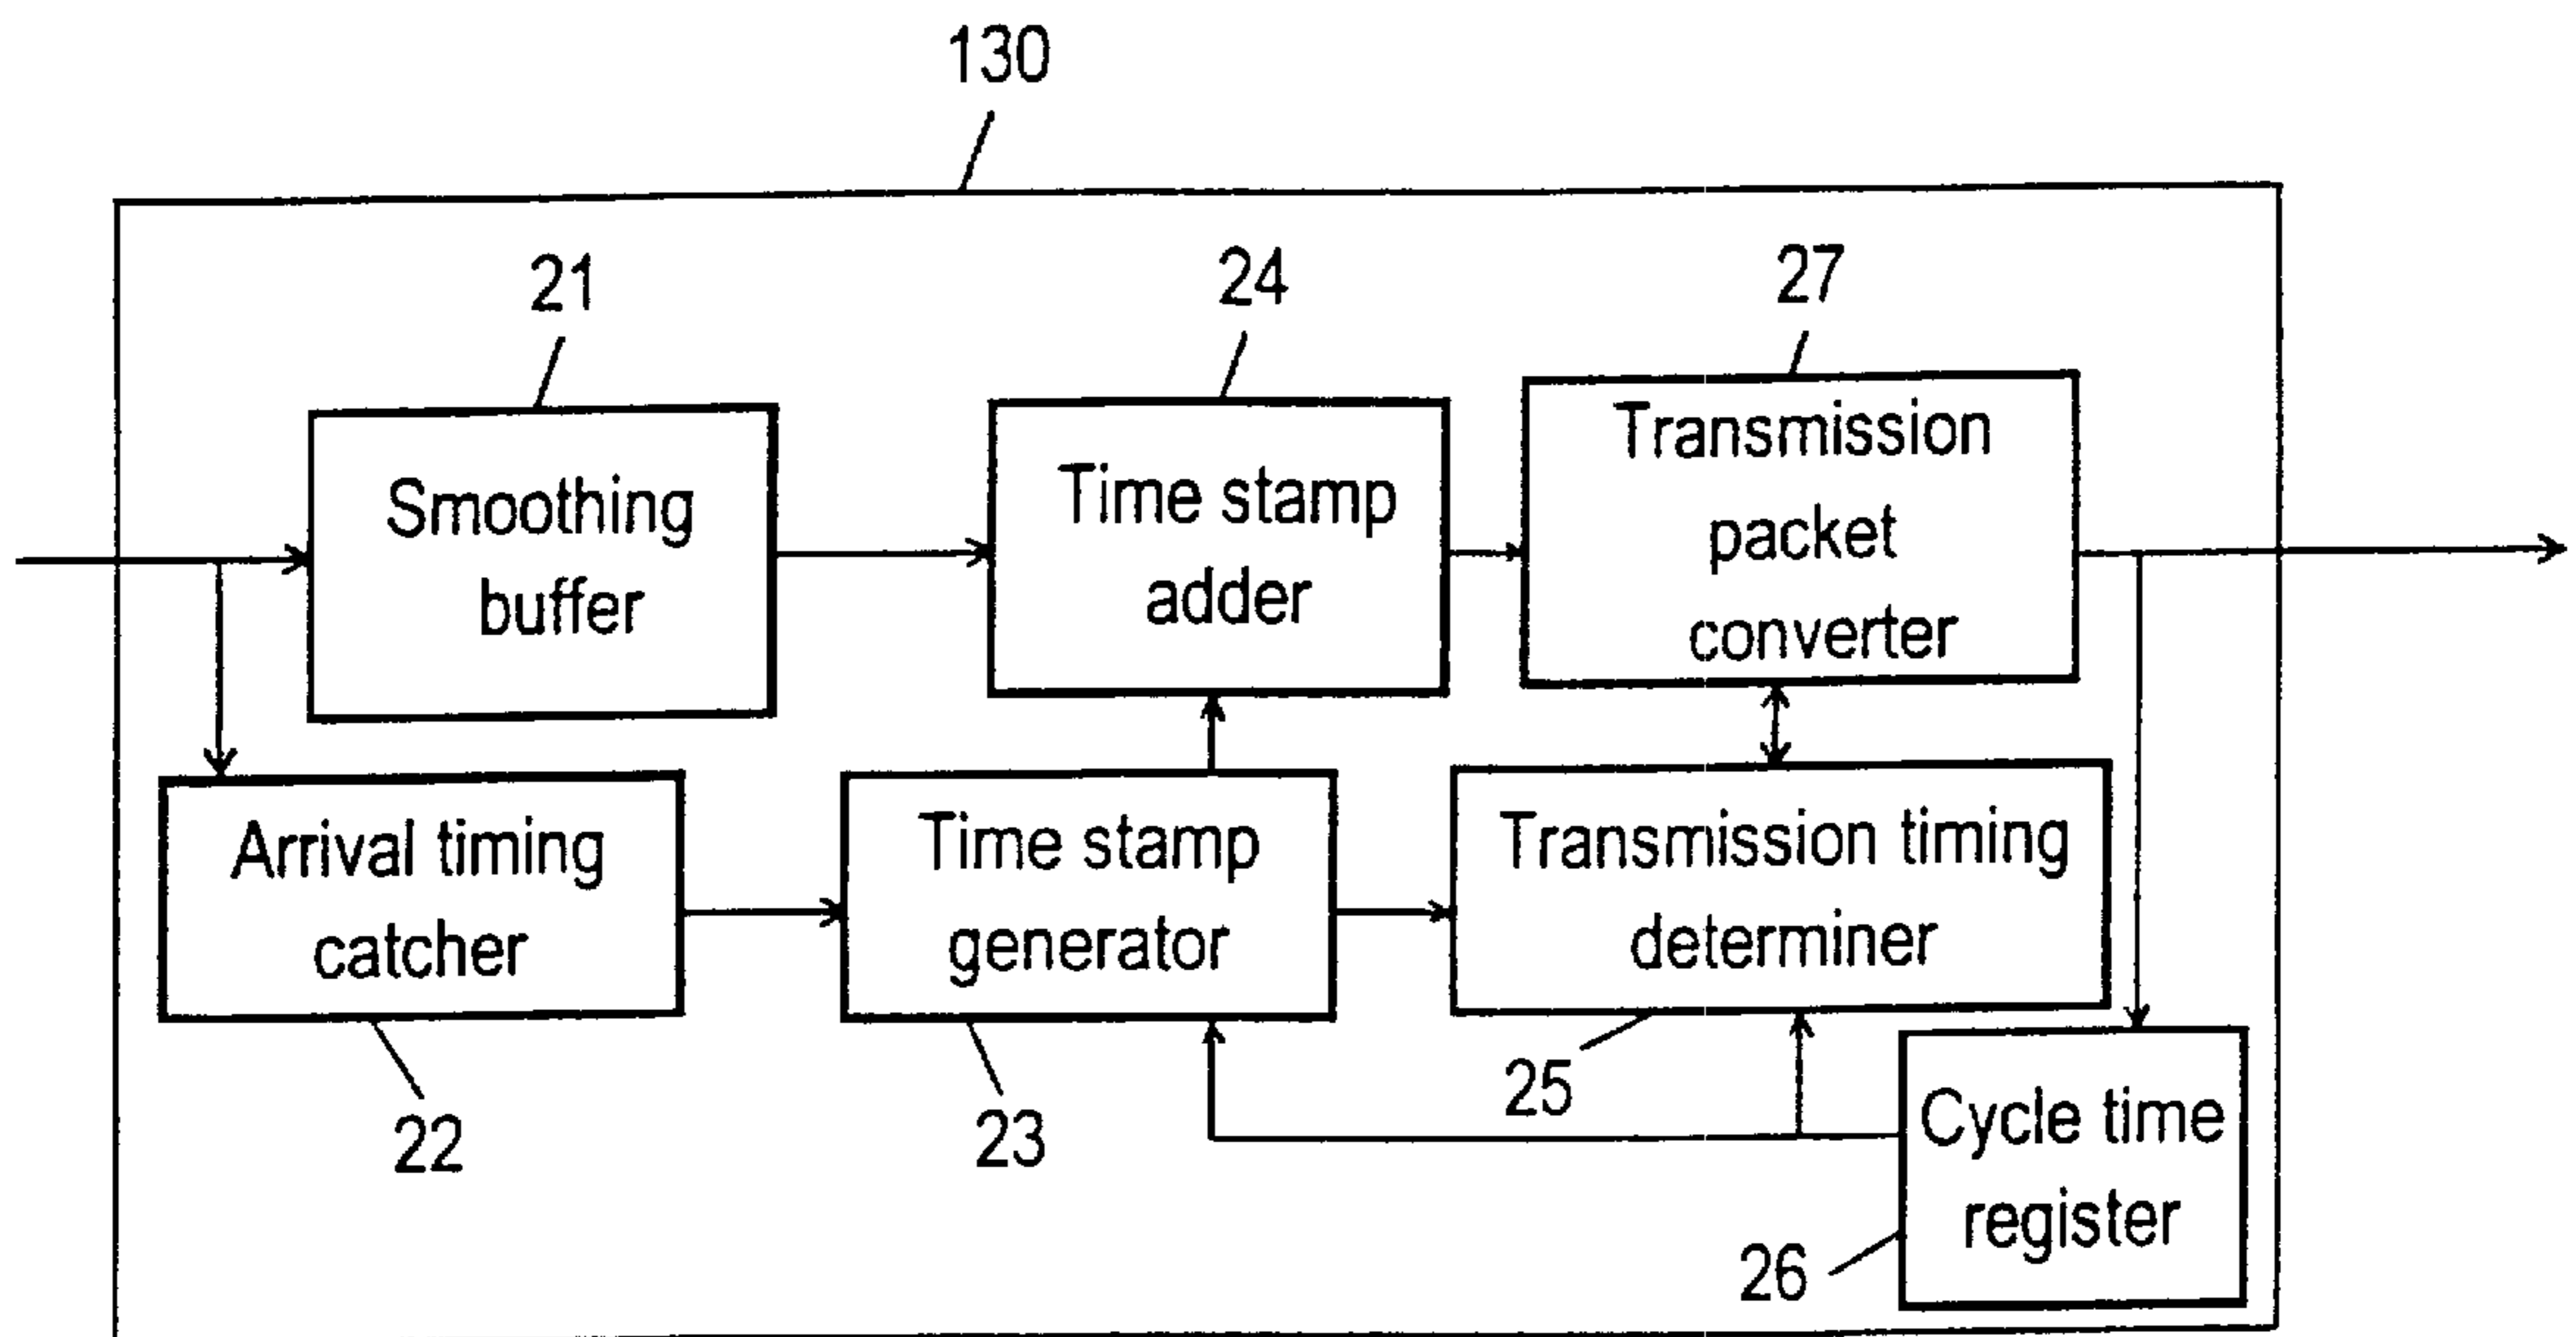 130
21
24
27
Smoothing
buffer
Time stamp
adder
Transmission
packet
converter
Arrival timing
catcher
Time stamp
generator
Transmission timing
determiner
22
23
25
Cycle time
register
26